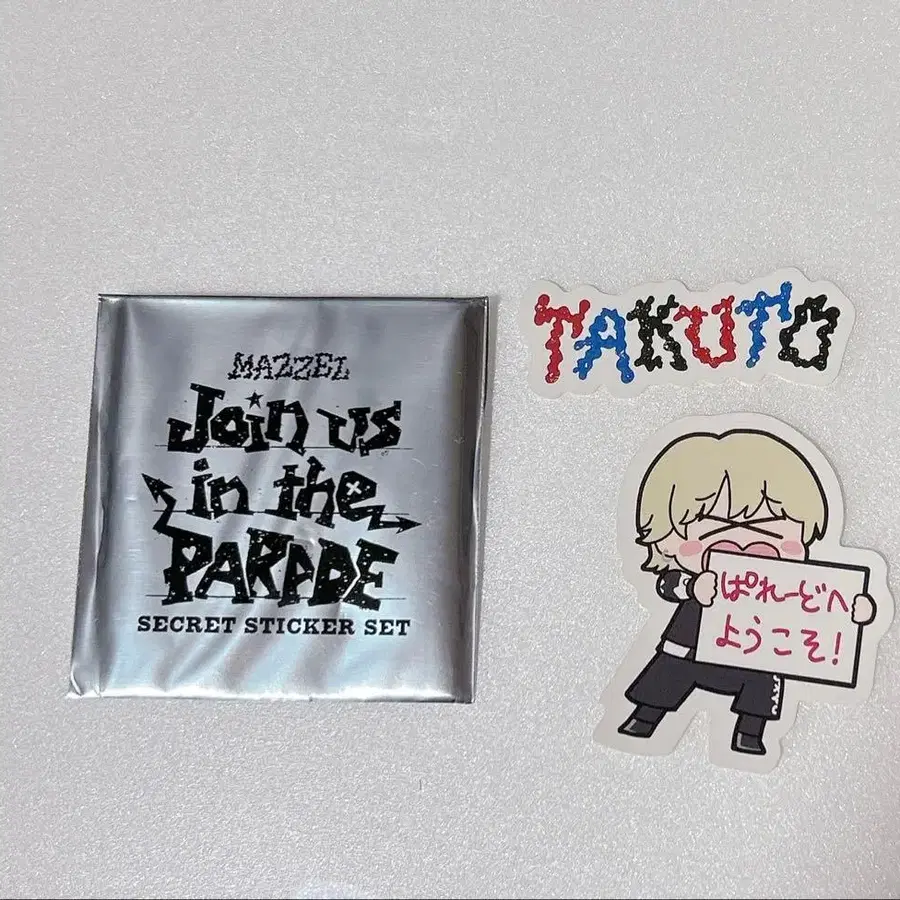 MAZZEL
Join us
in the
PARADE
SECRET STICKER SET
TAKUTO
ぱれーどへ
ようこそ!